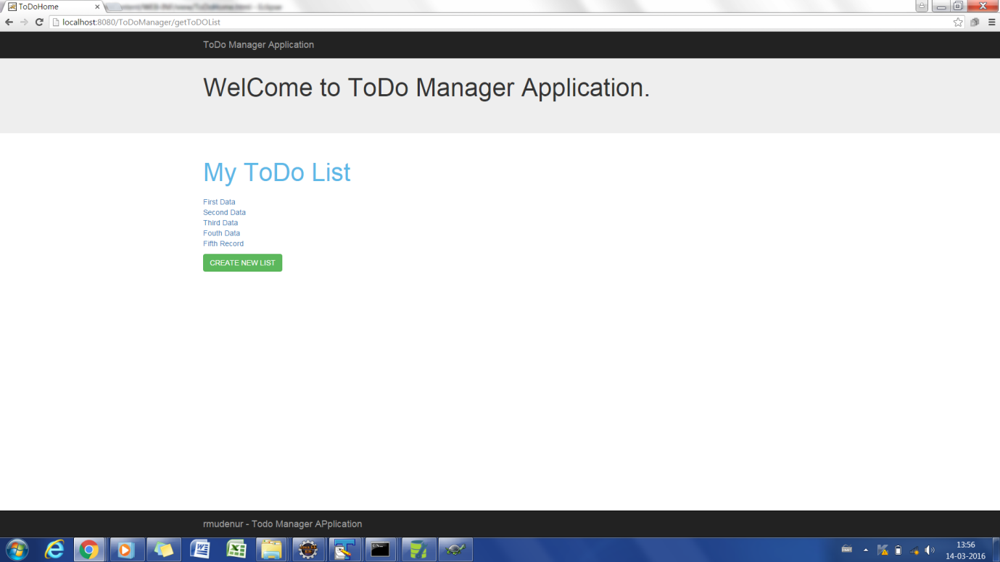 ToDoHome
localhost:8080/ToDoManager/getToDOList
ToDo Manager Application
WelCome to ToDo Manager Application.
My ToDo List
First Data
Second Data
Third Data
Fouth Data
Fifth Record
CREATE NEW LIST
rmudenur - Todo Manager APplication
13:56
14-03-2016